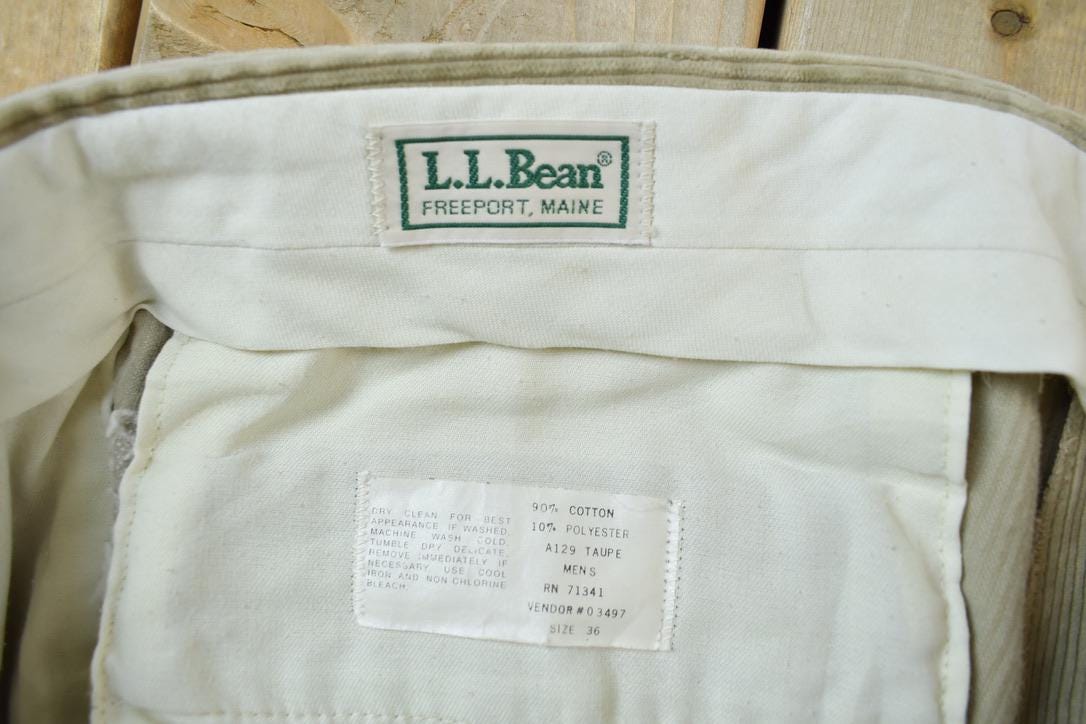 L.L.Bean®
FREEPORT, MAINE
DRY CLEAN FOR BEST
APPEARANCE IF WASHED,
MACHINE WASH COLD,
TUMBLE DRY DELICATE,
REMOVE IMMEDIATELY IF
NECESSARY USE COOL
IRON AND NON CHLORINE
BLEACH.
90% COTTON
10% POLYESTER
A129 TAUPE
MENS
RN 71341
VENDOR #03497
SIZE 36